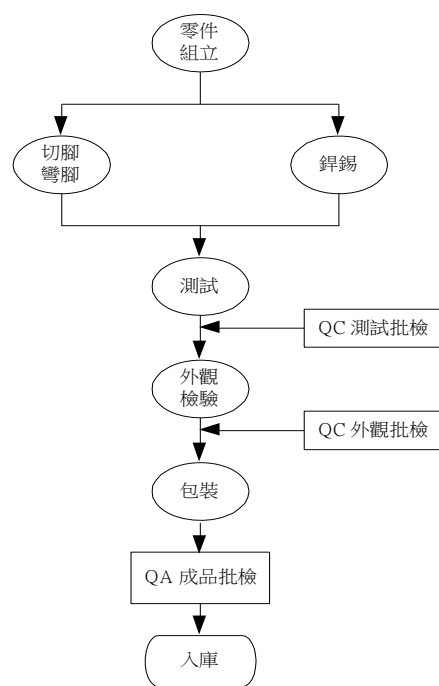 零件
組立
切腳
彎腳
銲錫
測試
QC 測試批檢
外觀
檢驗
QC 外觀批檢
包裝
QA 成品批檢
入庫